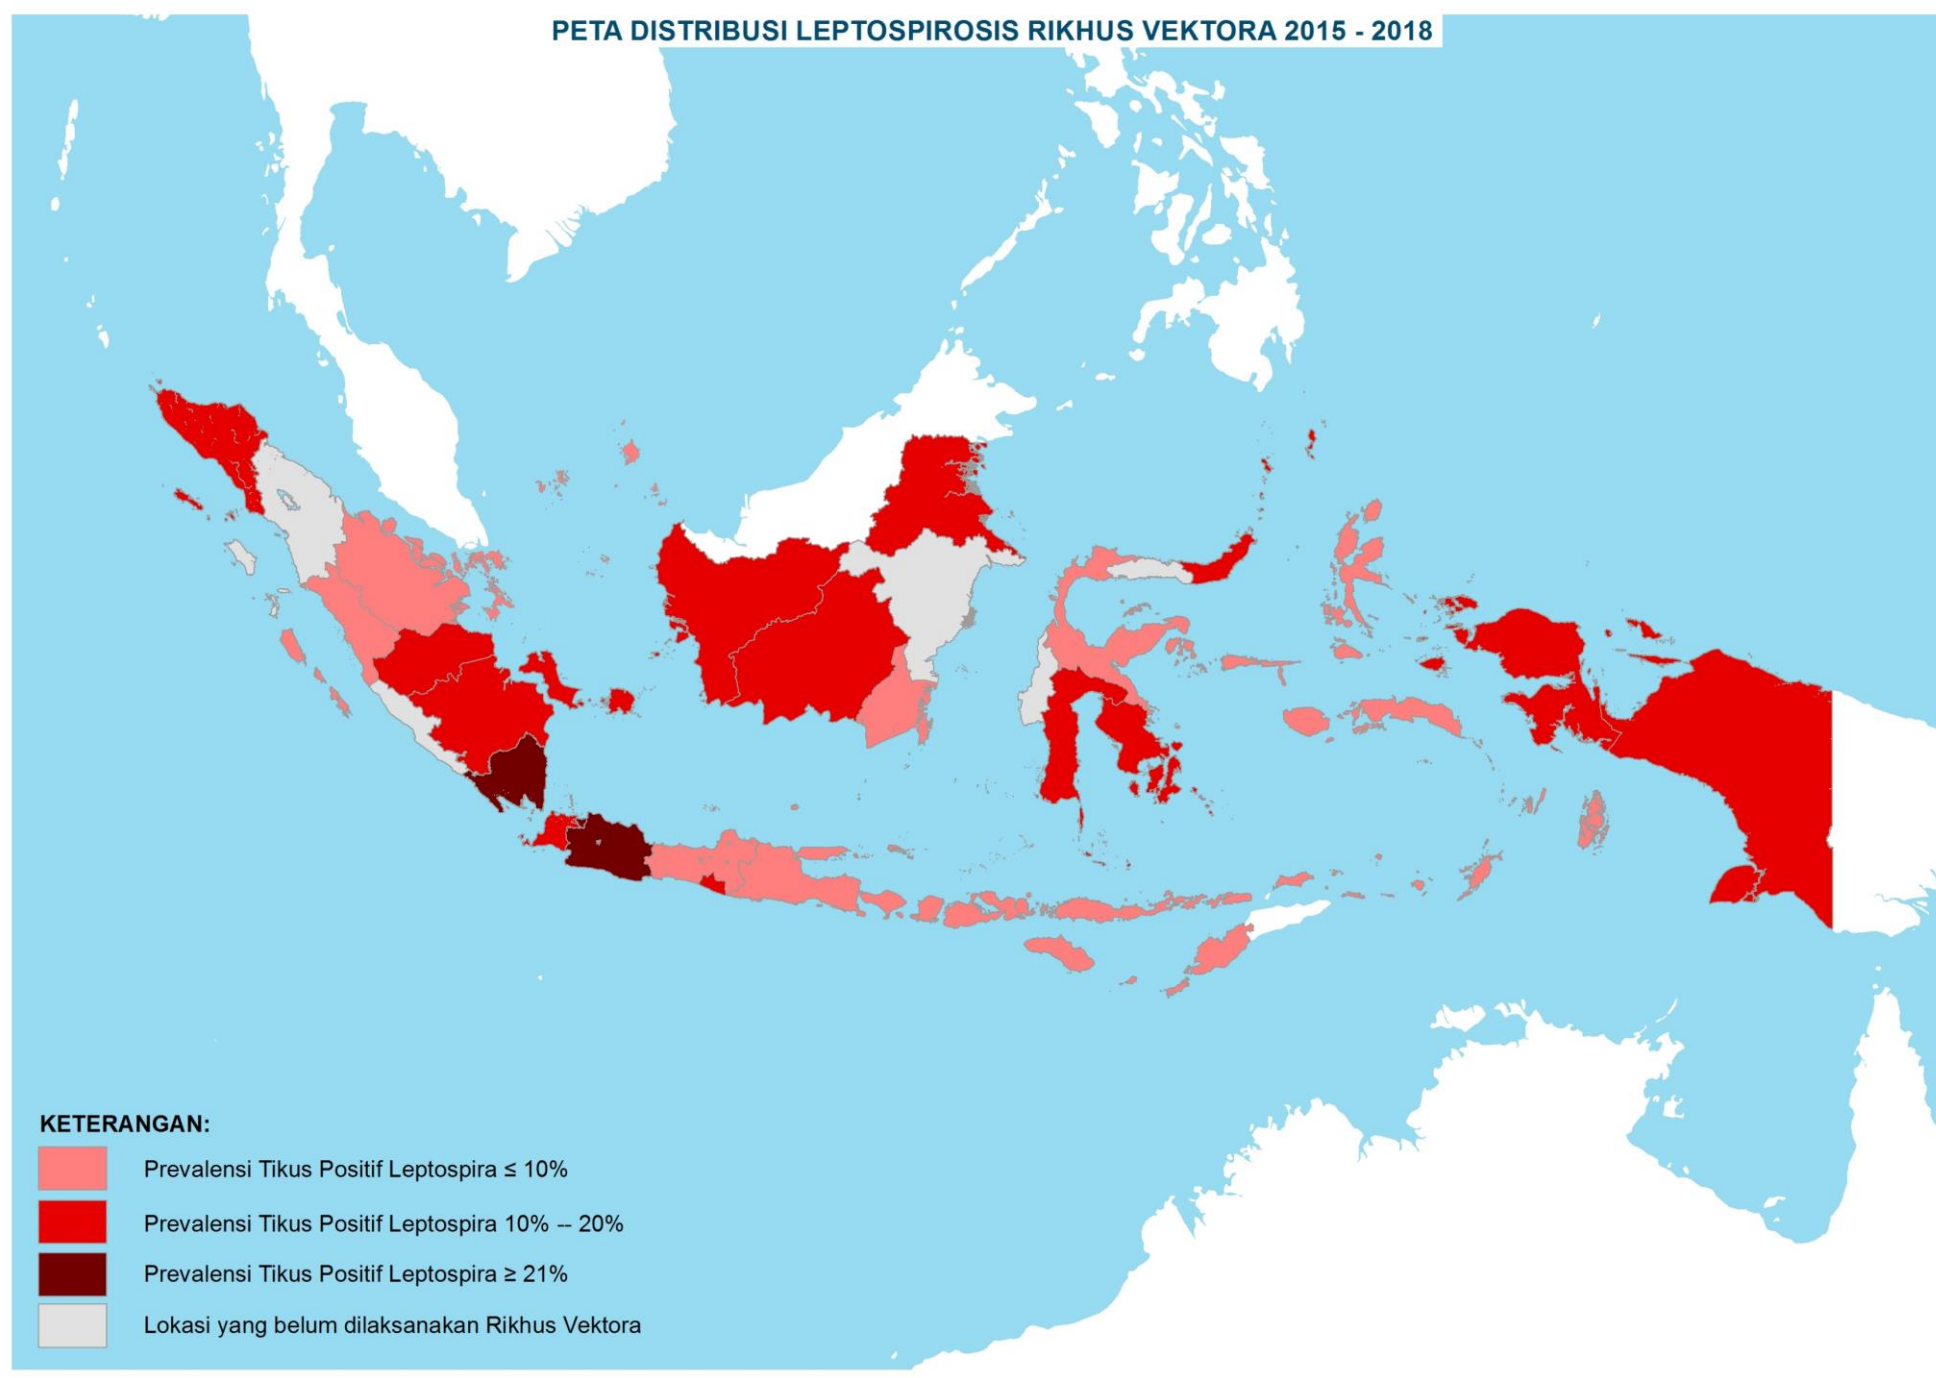 PETA DISTRIBUSI LEPTOSPIROSIS RIKHUS VEKTORA 2015 - 2018
KETERANGAN:
Prevalensi Tikus Positif Leptospira ≤ 10%
Prevalensi Tikus Positif Leptospira 10% -- 20%
Prevalensi Tikus Positif Leptospira ≥ 21%
Lokasi yang belum dilaksanakan Rikhus Vektora